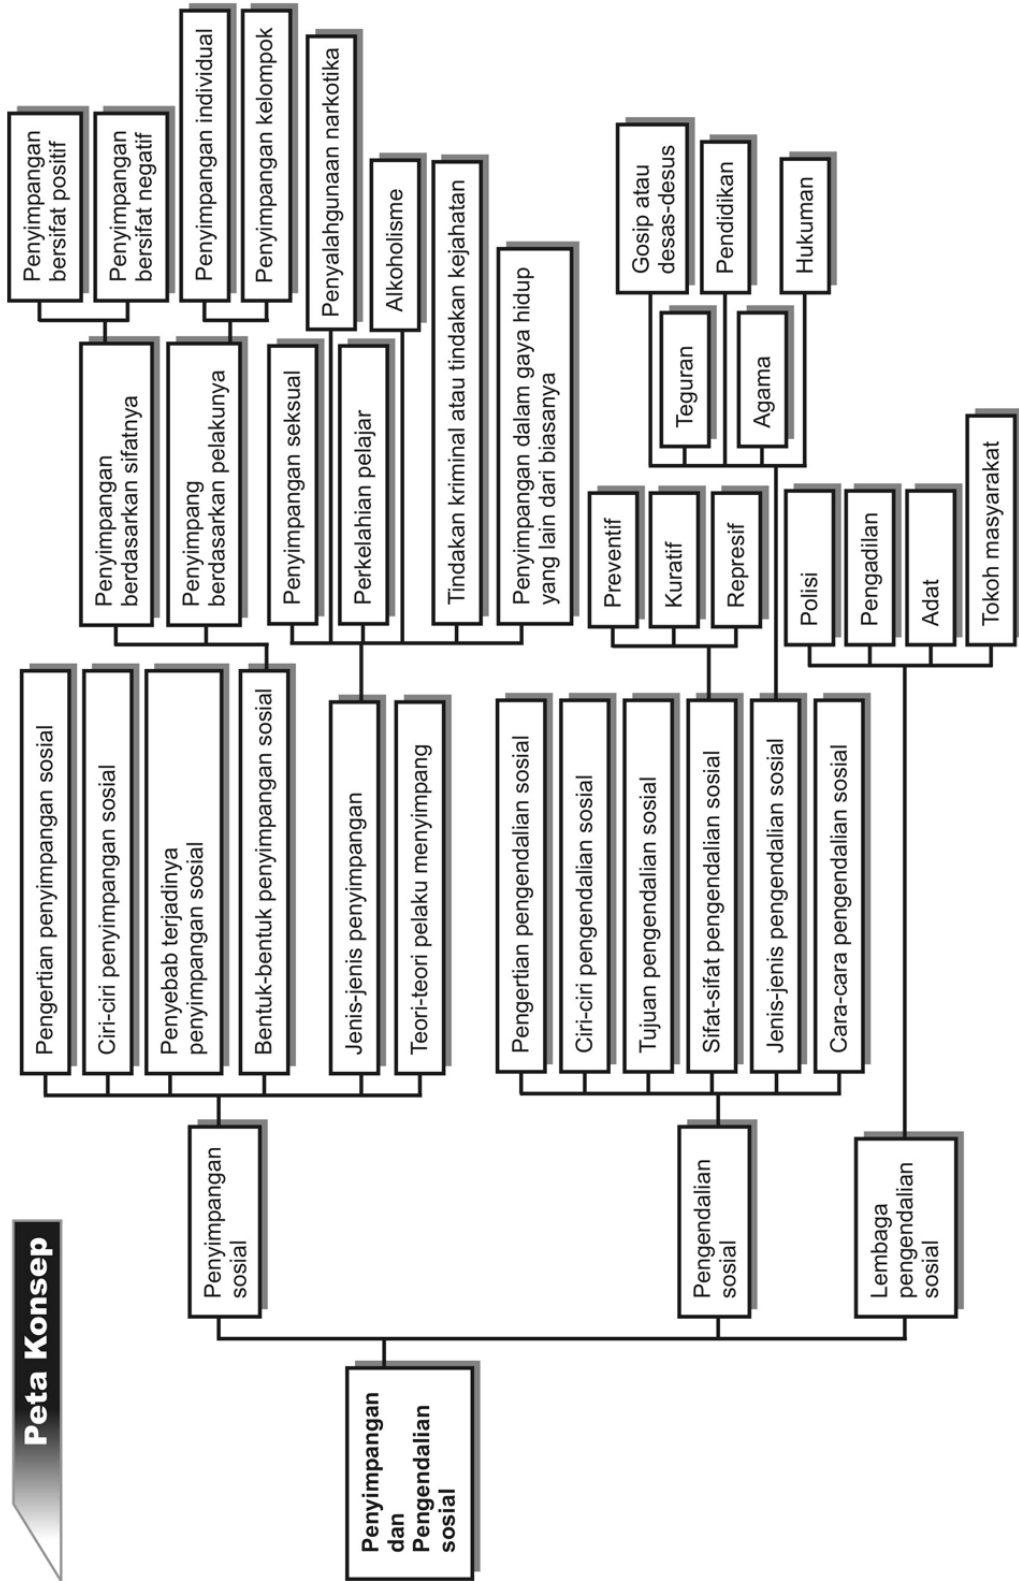 Peta Konsep
Penyimpangan
dan
Pengendalian
sosial
Penyimpangan
sosial
Pengertian penyimpangan sosial
Ciri-ciri penyimpangan sosial
Penyebab terjadinya
penyimpangan sosial
Bentuk-bentuk penyimpangan sosial
Penyimpangan
berdasarkan sifatnya
Penyimpangan
bersifat positif
Penyimpangan
bersifat negatif
Penyimpang
berdasarkan pelakunya
Penyimpangan individual
Penyimpangan kelompok
Jenis-jenis penyimpangan
Penyimpangan seksual
Penyalahgunaan narkotika
Perkelahian pelajar
Alkoholisme
Tindakan kriminal atau tindakan kejahatan
Penyimpangan dalam gaya hidup
yang lain dari biasanya
Teori-teori pelaku menyimpang
Pengendalian
sosial
Pengertian pengendalian sosial
Ciri-ciri pengendalian sosial
Tujuan pengendalian sosial
Sifat-sifat pengendalian sosial
Preventif
Kuratif
Represif
Jenis-jenis pengendalian sosial
Gosip atau
desas-desus
Teguran
Pendidikan
Agama
Hukuman
Cara-cara pengendalian sosial
Lembaga
pengendalian
sosial
Polisi
Pengadilan
Adat
Tokoh masyarakat